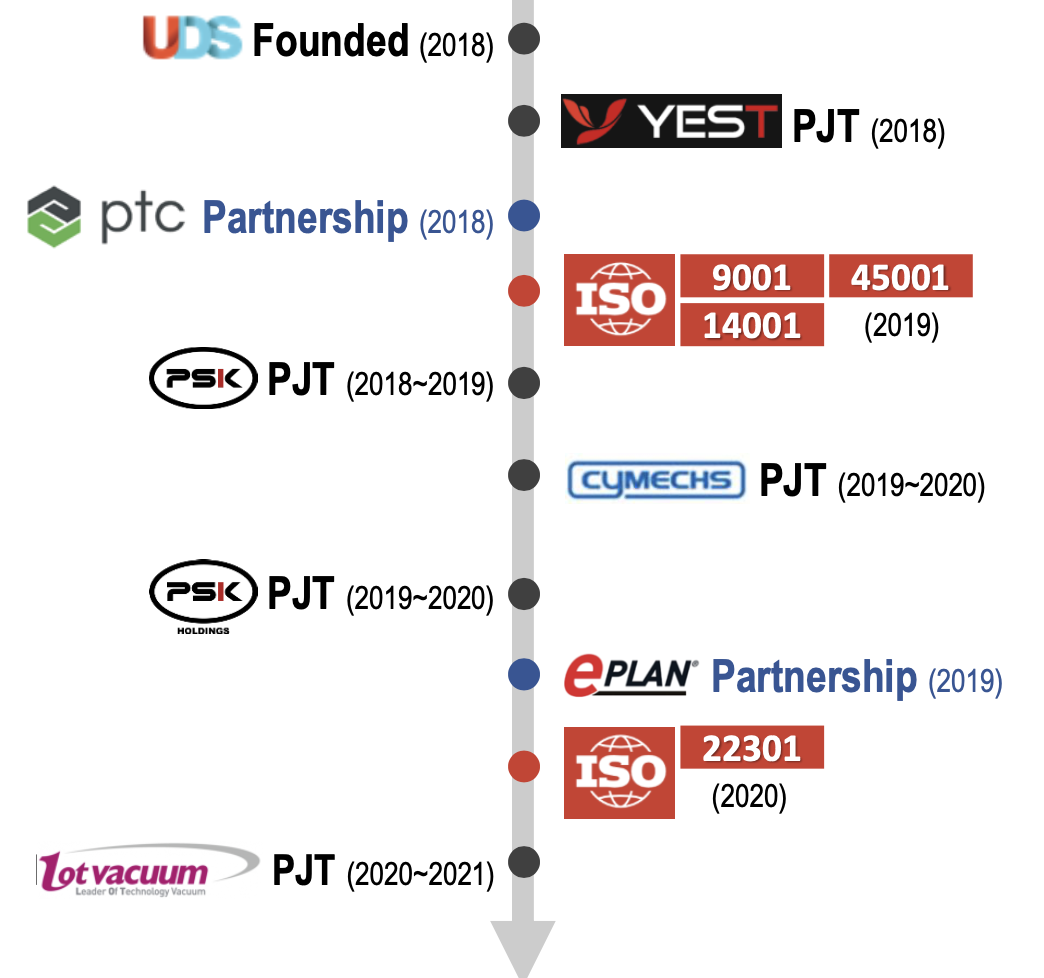 UDS Founded (2018)
YEST PJT (2018)
ptc Partnership (2018)
ISO 9001 45001
14001 (2019)
PSK PJT (2018~2019)
CYMECHS PJT (2019~2020)
PSK PJT (2019~2020)
HOLDINGS
ePLAN® Partnership (2019)
ISO 22301
(2020)
Lotvacuum PJT (2020~2021)
Leader Of Technology Vacuum